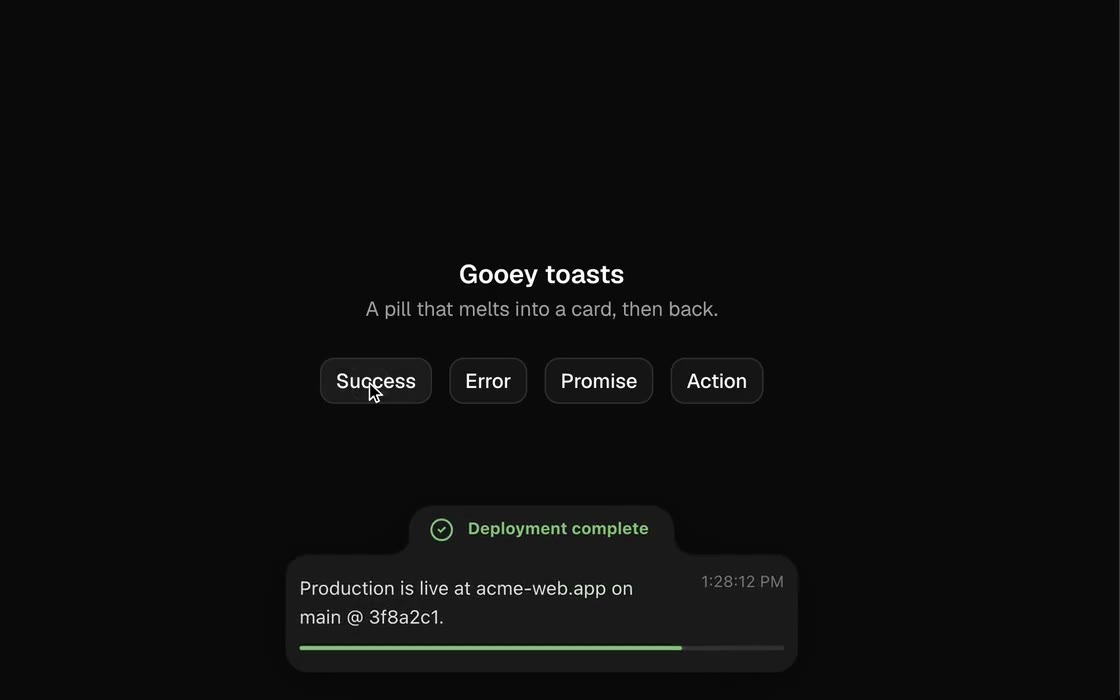 Gooey toasts
A pill that melts into a card, then back.
Success Error Promise Action
Deployment complete
Production is live at acme-web.app on 1:28:12 PM
main @ 3f8a2c1.